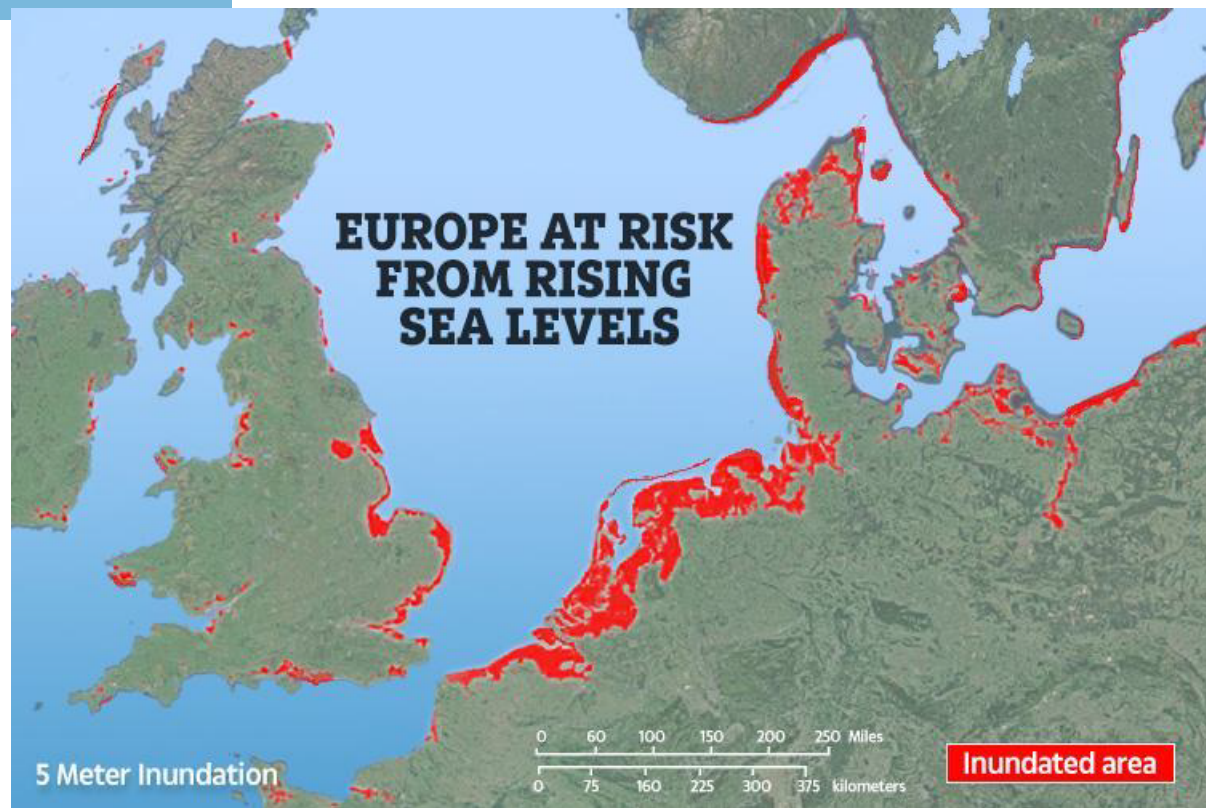 EUROPE AT RISK
FROM RISING
SEA LEVELS
0 60 100 150 200 250 Miles
0 75 160 225 300 375 kilometers
5 Meter Inundation
Inundated area